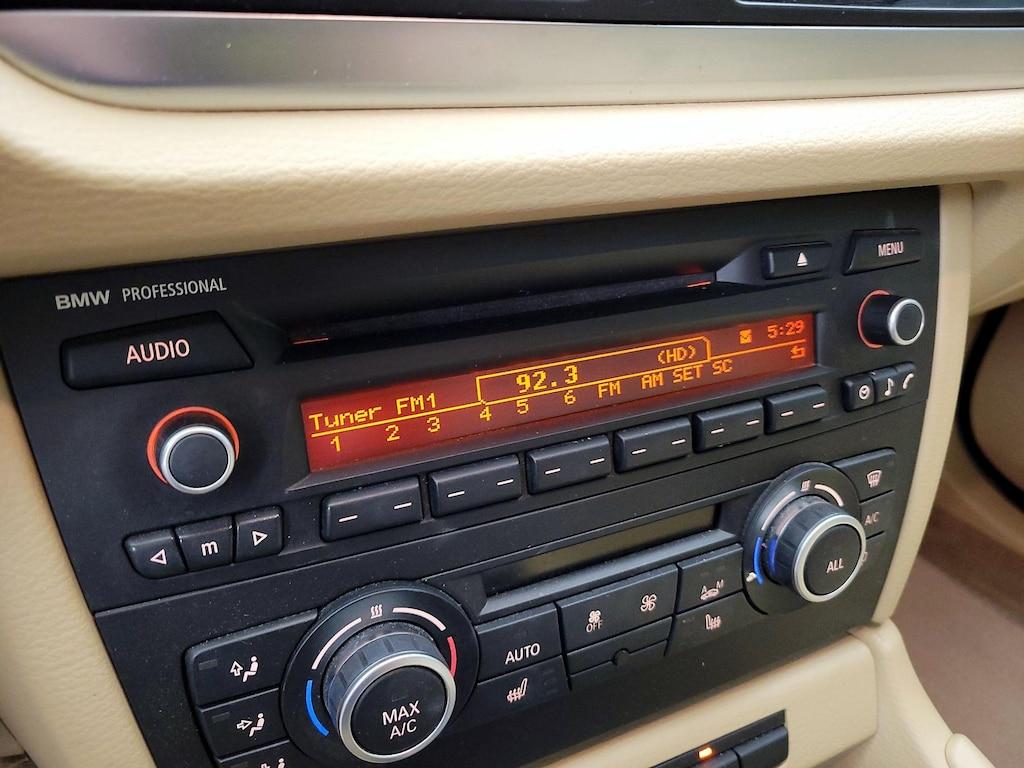 MENU
BMW PROFESSIONAL
AUDIO
Tuner FM1 92.3 (HD) 5:29
1 2 3 4 5 6 FM AM SET SC
m
A/C
ALL
A M
OFF
AUTO
MAX
A/C